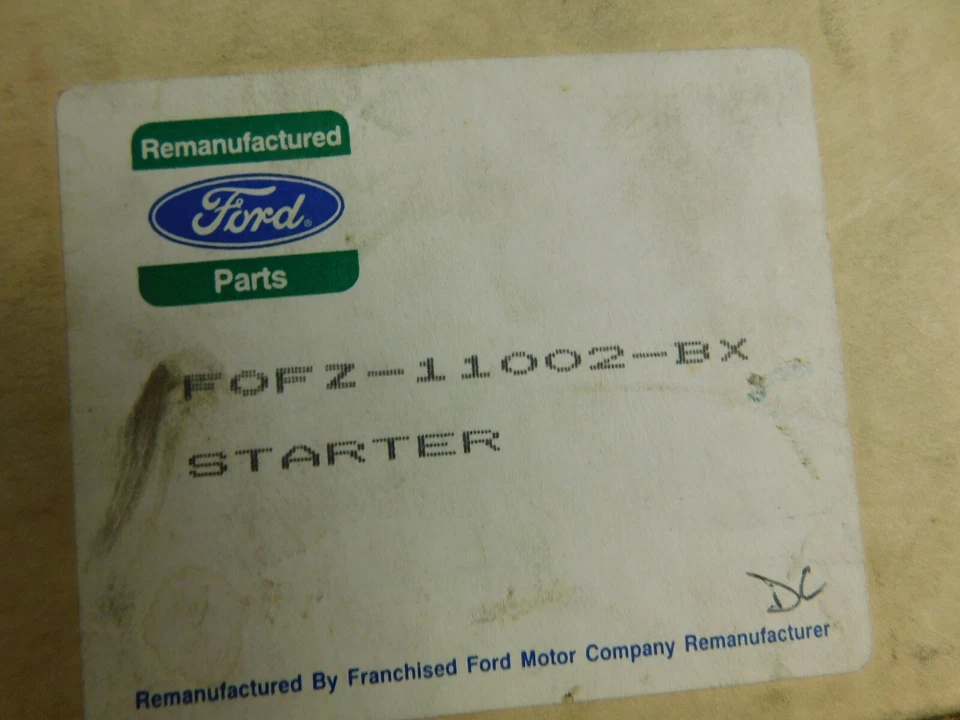 Remanufactured
Ford®
Parts
F0FZ-11002-BX
STARTER
DC
Remanufactured By Franchised Ford Motor Company Remanufacturer